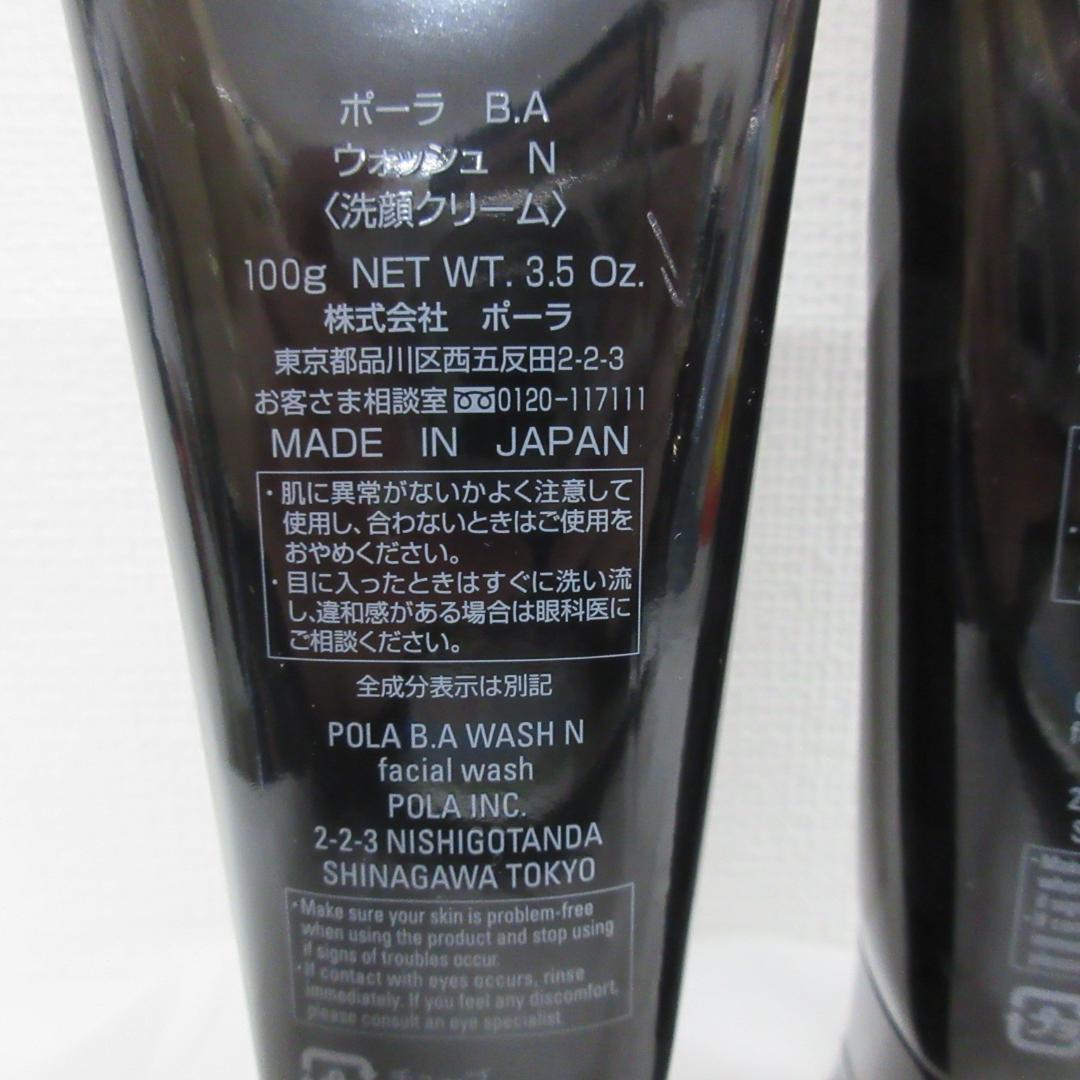 ポーラ B.A
ウォッシュ N
〈洗顔クリーム〉
100g NET WT. 3.5 Oz.
株式会社 ポーラ
東京都品川区西五反田2-2-3
お客さま相談室 0120-117111
MADE IN JAPAN
・肌に異常がないかよく注意して
使用し、合わないときはご使用を
おやめください。
・目に入ったときはすぐに洗い流
し、違和感がある場合は眼科医に
ご相談ください。
全成分表示は別記
POLA B.A WASH N
facial wash
POLA INC.
2-2-3 NISHIGOTANDA
SHINAGAWA TOKYO
・Make sure your skin is problem-free
when using the product and stop using
if signs of troubles occur.
・If contact with eyes occurs, rinse
immediately. If you feel any discomfort,
please consult an eye specialist.